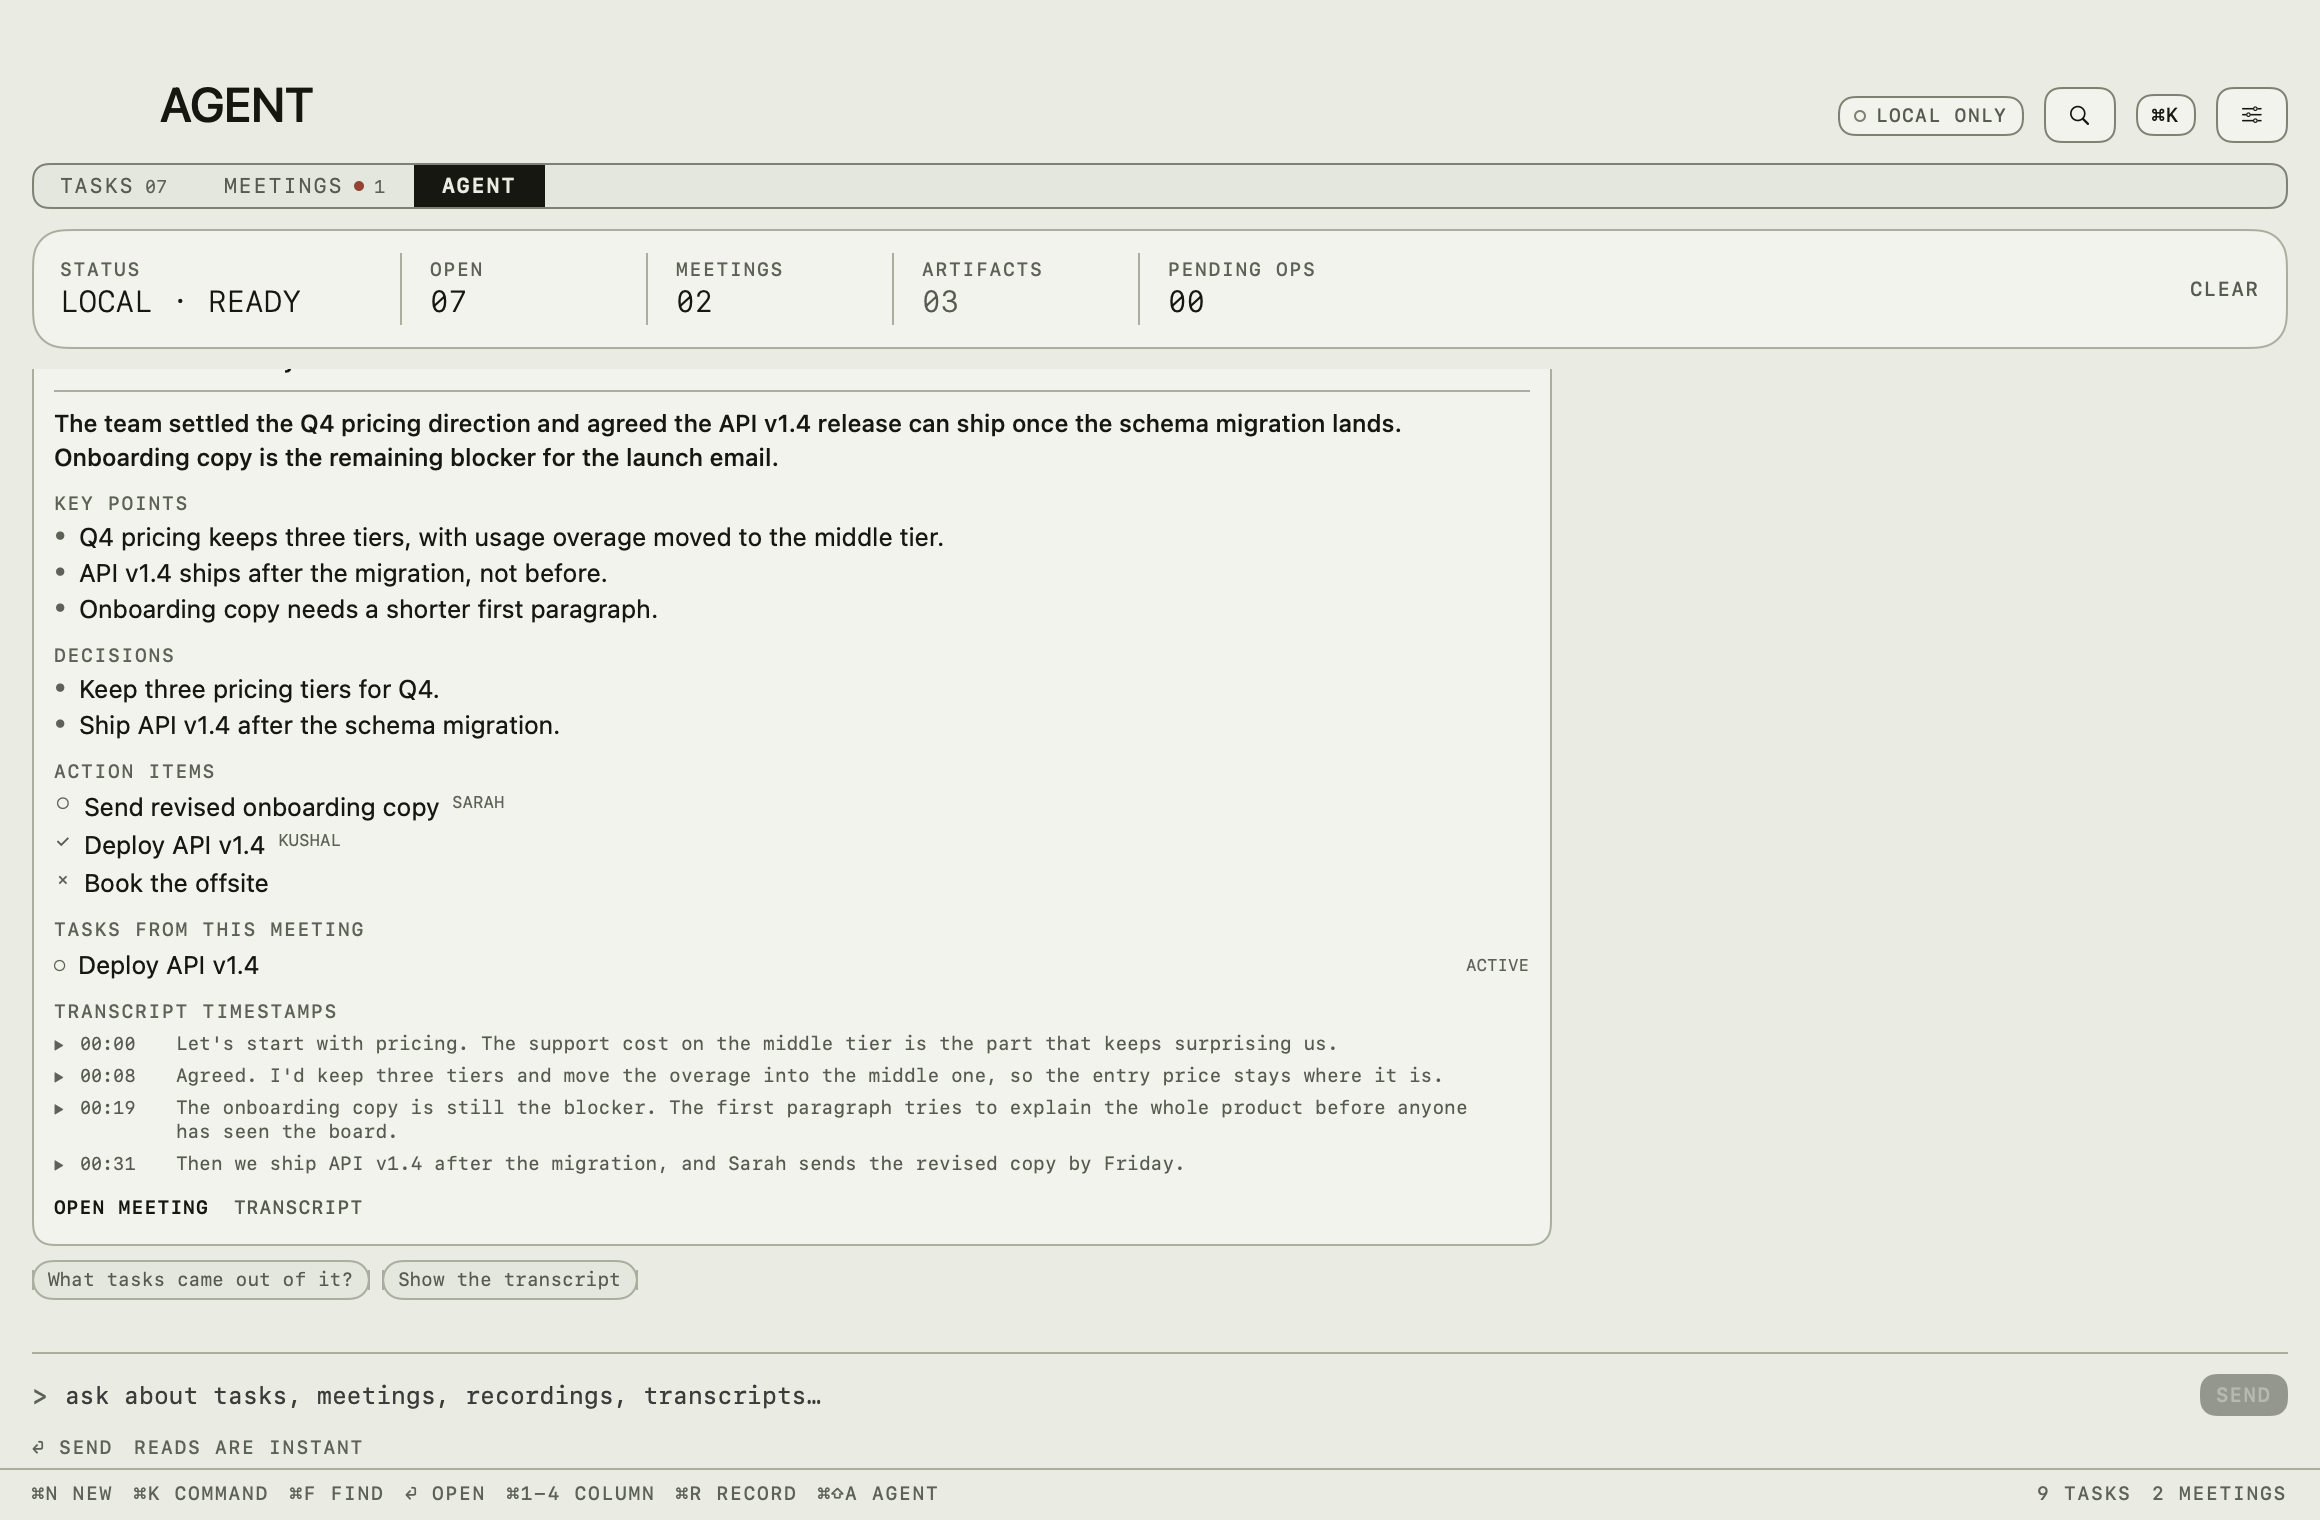 AGENT
LOCAL ONLY
⌘K
TASKS 07 MEETINGS 1 AGENT
STATUS
LOCAL · READY
OPEN
07
MEETINGS
02
ARTIFACTS
03
PENDING OPS
00
CLEAR
The team settled the Q4 pricing direction and agreed the API v1.4 release can ship once the schema migration lands.
Onboarding copy is the remaining blocker for the launch email.
KEY POINTS
• Q4 pricing keeps three tiers, with usage overage moved to the middle tier.
• API v1.4 ships after the migration, not before.
• Onboarding copy needs a shorter first paragraph.
DECISIONS
• Keep three pricing tiers for Q4.
• Ship API v1.4 after the schema migration.
ACTION ITEMS
○ Send revised onboarding copy SARAH
✓ Deploy API v1.4 KUSHAL
× Book the offsite
TASKS FROM THIS MEETING
○ Deploy API v1.4 ACTIVE
TRANSCRIPT TIMESTAMPS
▶ 00:00 Let's start with pricing. The support cost on the middle tier is the part that keeps surprising us.
▶ 00:08 Agreed. I'd keep three tiers and move the overage into the middle one, so the entry price stays where it is.
▶ 00:19 The onboarding copy is still the blocker. The first paragraph tries to explain the whole product before anyone
has seen the board.
▶ 00:31 Then we ship API v1.4 after the migration, and Sarah sends the revised copy by Friday.
OPEN MEETING TRANSCRIPT
What tasks came out of it? Show the transcript
> ask about tasks, meetings, recordings, transcripts…
SEND
⏎ SEND READS ARE INSTANT
⌘N NEW ⌘K COMMAND ⌘F FIND ⏎ OPEN ⌘1–4 COLUMN ⌘R RECORD ⌘⇧A AGENT
9 TASKS 2 MEETINGS